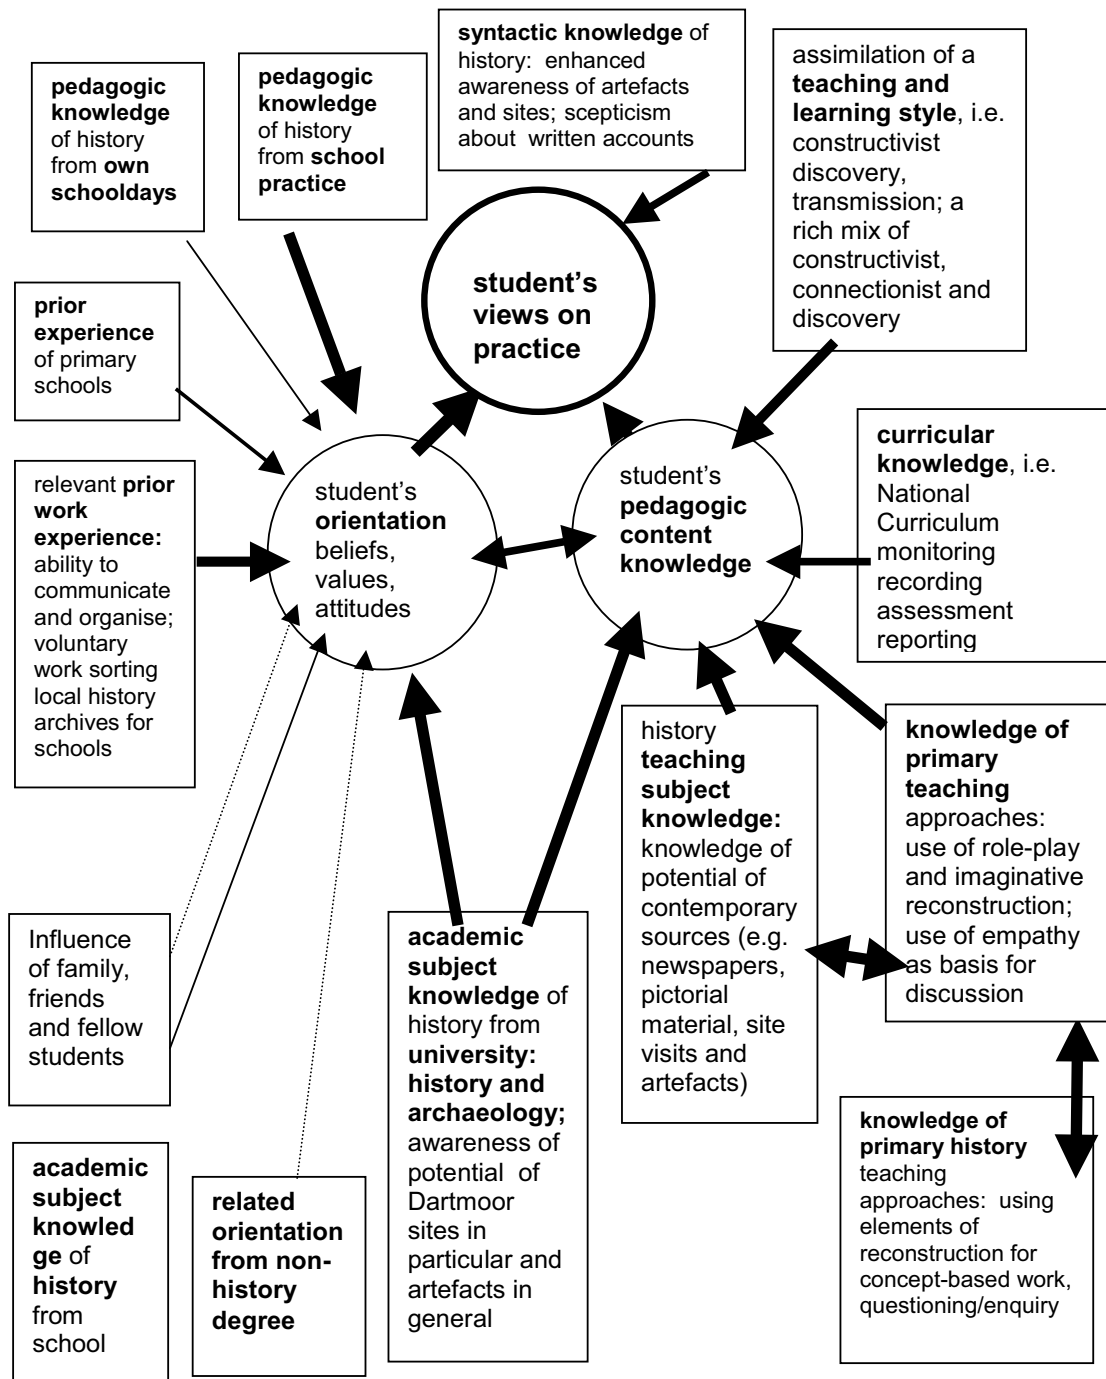 pedagogic
knowledge
of history
from own
schooldays
pedagogic
knowledge
of history
from school
practice
syntactic knowledge of
history: enhanced
awareness of artefacts
and sites; scepticism
about written accounts
assimilation of a
teaching and
learning style, i.e.
constructivist
discovery,
transmission; a
rich mix of
constructivist,
connectionist and
discovery
student's
views on
practice
prior
experience
of primary
schools
relevant prior
work
experience:
ability to
communicate
and organise;
voluntary
work sorting
local history
archives for
schools
student's
orientation
beliefs,
values,
attitudes
student's
pedagogic
content
knowledge
curricular
knowledge, i.e.
National
Curriculum
monitoring
recording
assessment
reporting
history
teaching
subject
knowledge:
knowledge of
potential of
contemporary
sources (e.g.
newspapers,
pictorial
material, site
visits and
artefacts)
knowledge of
primary
teaching
approaches:
use of role-play
and imaginative
reconstruction;
use of empathy
as basis for
discussion
Influence
of family,
friends
and fellow
students
academic
subject
knowledge of
history from
university:
history and
archaeology;
awareness of
potential of
Dartmoor
sites in
particular and
artefacts in
general
knowledge of
primary history
teaching
approaches: using
elements of
reconstruction for
concept-based work,
questioning/enquiry
academic
subject
knowled
ge of
history
from
school
related
orientation
from non-
history
degree